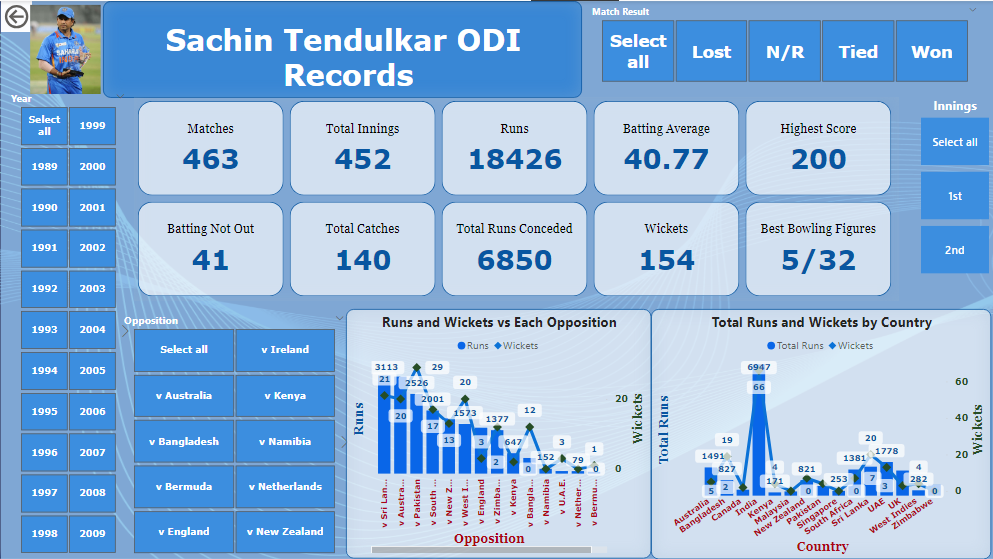 Match Result
Sachin Tendulkar ODI
Records
Select
all
Lost
N/R
Tied
Won
SAHARA
Year
Select
all
1999
1989
2000
1990
2001
1991
2002
1992
2003
1993
2004
1994
2005
1995
2006
1996
2007
1997
2008
1998
2009
Matches
463
Total Innings
452
Runs
18426
Batting Average
40.77
Highest Score
200
Batting Not Out
41
Total Catches
140
Total Runs Conceded
6850
Wickets
154
Best Bowling Figures
5/32
Innings
Select all
1st
2nd
Opposition
Select all
v Ireland
v Australia
v Kenya
v Bangladesh
v Namibia
v Bermuda
v Netherlands
v England
v New Zealand
Runs and Wickets vs Each Opposition
Runs
Wickets
3113
21
20
2526
29
2001
17
13
20
1573
3
1377
2
647
12
0
152
3
79
1
0
20
0
Runs
Wickets
v Sri Lan...
v Austra...
v Pakistan
v South ...
v New Z...
v West I...
v England
v Zimba...
v Kenya
v Bangla...
v Namibia
v U.A.E.
v Nether...
v Bermu...
Opposition
Total Runs and Wickets by Country
Total Runs
Wickets
1491
5
19
827
2
6947
66
4
171
821
0
253
1381
0
20
7
1778
3
4
282
0
0
60
40
20
0
Total Runs
Wickets
Australia
Bangladesh
Canada
India
Kenya
Malaysia
New Zealand
Pakistan
Singapore
South Africa
Sri Lanka
UAE
UK
West Indies
Zimbabwe
Country